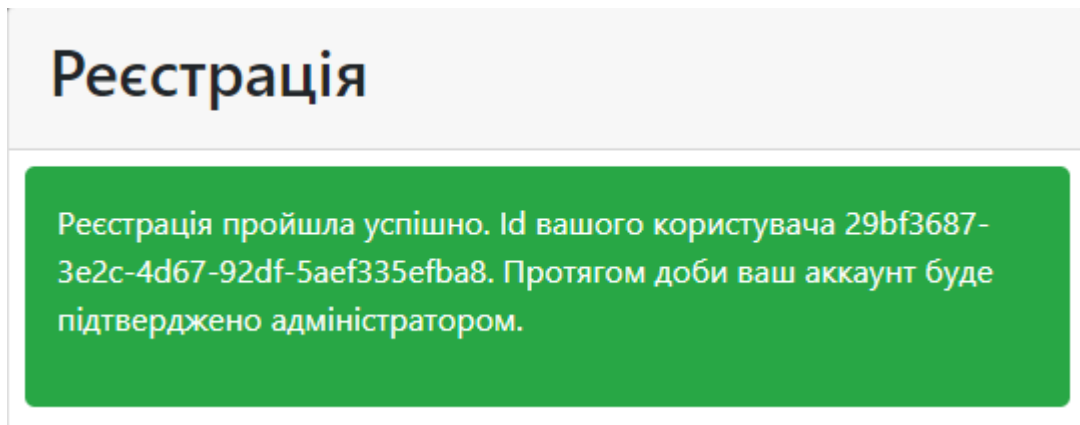 Реєстрація
Реєстрація пройшла успішно. Id вашого користувача 29bf3687-
3e2c-4d67-92df-5aef335efba8. Протягом доби ваш аккаунт буде
підтверджено адміністратором.